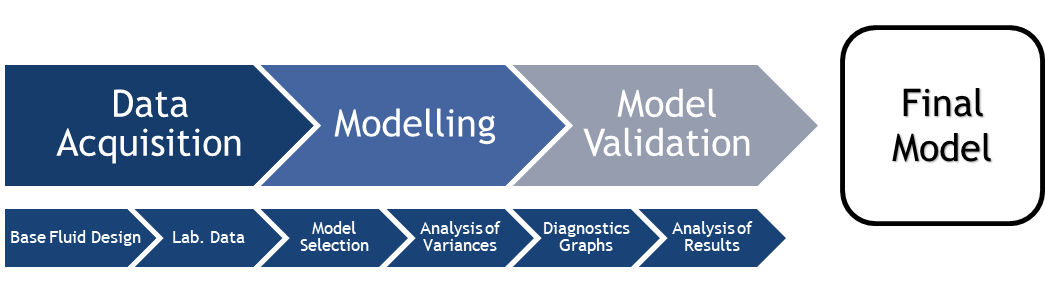 Data
Acquisition
Modelling
Model
Validation
Final
Model
Base Fluid Design
Lab. Data
Model
Selection
Analysis of
Variances
Diagnostics
Graphs
Analysis of
Results